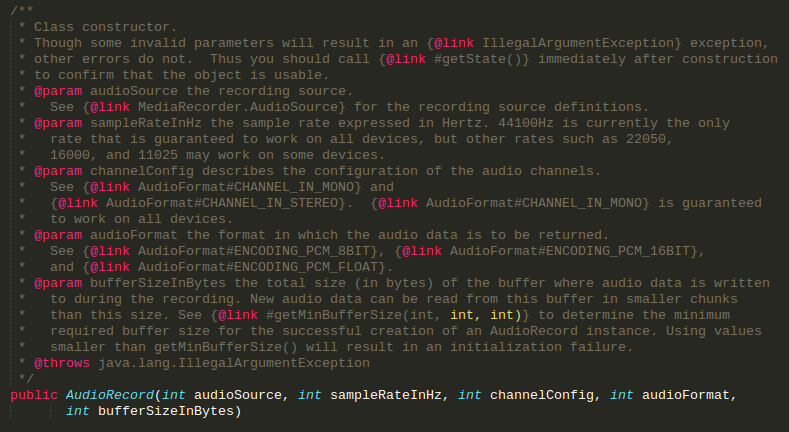 /**
 * Class constructor.
 * Though some invalid parameters will result in an {@link IllegalArgumentException} exception,
 * other errors do not.  Thus you should call {@link #getState()} immediately after construction
 * to confirm that the object is usable.
 * @param audioSource the recording source.
 *   See {@link MediaRecorder.AudioSource} for the recording source definitions.
 * @param sampleRateInHz the sample rate expressed in Hertz. 44100Hz is currently the only
 *   rate that is guaranteed to work on all devices, but other rates such as 22050,
 *   16000, and 11025 may work on some devices.
 * @param channelConfig describes the configuration of the audio channels.
 *   See {@link AudioFormat#CHANNEL_IN_MONO} and
 *   {@link AudioFormat#CHANNEL_IN_STEREO}.  {@link AudioFormat#CHANNEL_IN_MONO} is guaranteed
 *   to work on all devices.
 * @param audioFormat the format in which the audio data is to be returned.
 *   See {@link AudioFormat#ENCODING_PCM_8BIT}, {@link AudioFormat#ENCODING_PCM_16BIT},
 *   and {@link AudioFormat#ENCODING_PCM_FLOAT}.
 * @param bufferSizeInBytes the total size (in bytes) of the buffer where audio data is written
 *   to during the recording. New audio data can be read from this buffer in smaller chunks
 *   than this size. See {@link #getMinBufferSize(int, int, int)} to determine the minimum
 *   required buffer size for the successful creation of an AudioRecord instance. Using values
 *   smaller than getMinBufferSize() will result in an initialization failure.
 * @throws java.lang.IllegalArgumentException
 */
public AudioRecord(int audioSource, int sampleRateInHz, int channelConfig, int audioFormat,
       int bufferSizeInBytes)